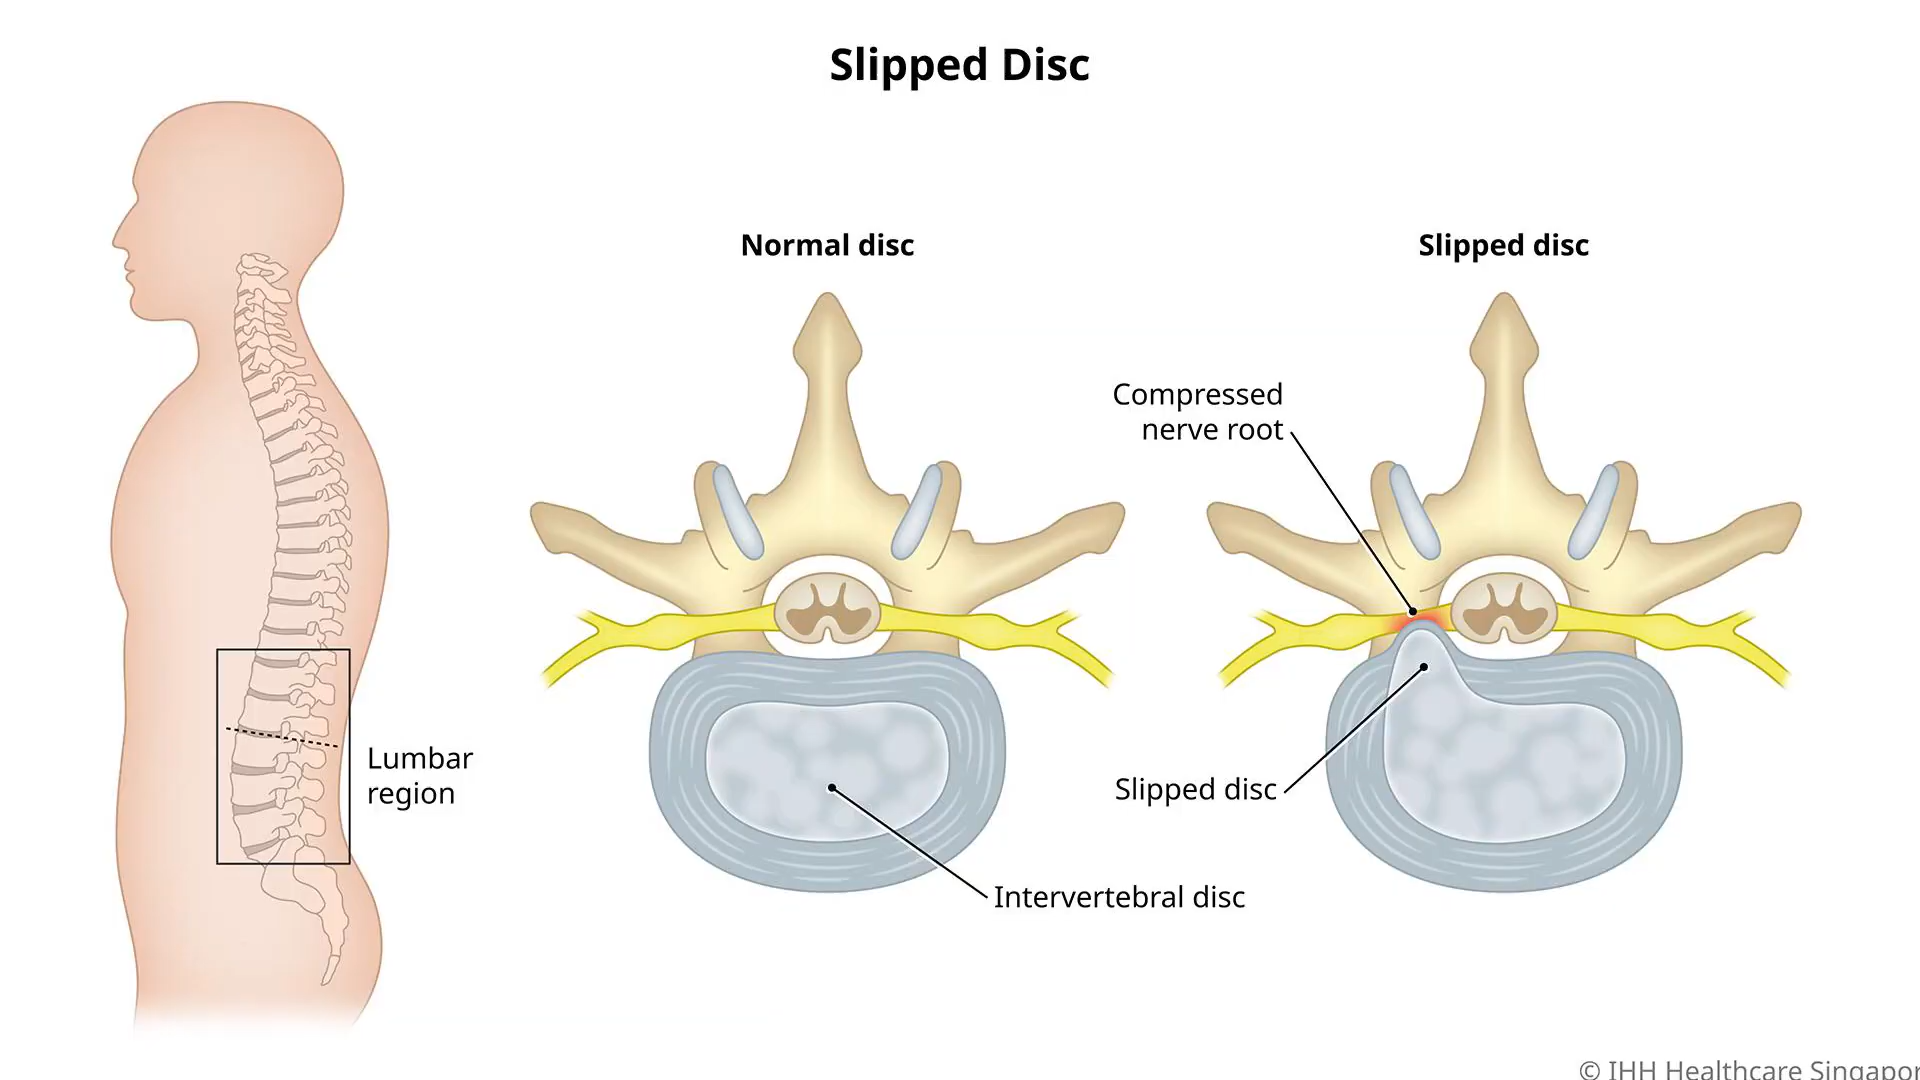 Slipped Disc
Normal disc
Slipped disc
Compressed
nerve root
Lumbar
region
Slipped disc
Intervertebral disc
© IHH Healthcare